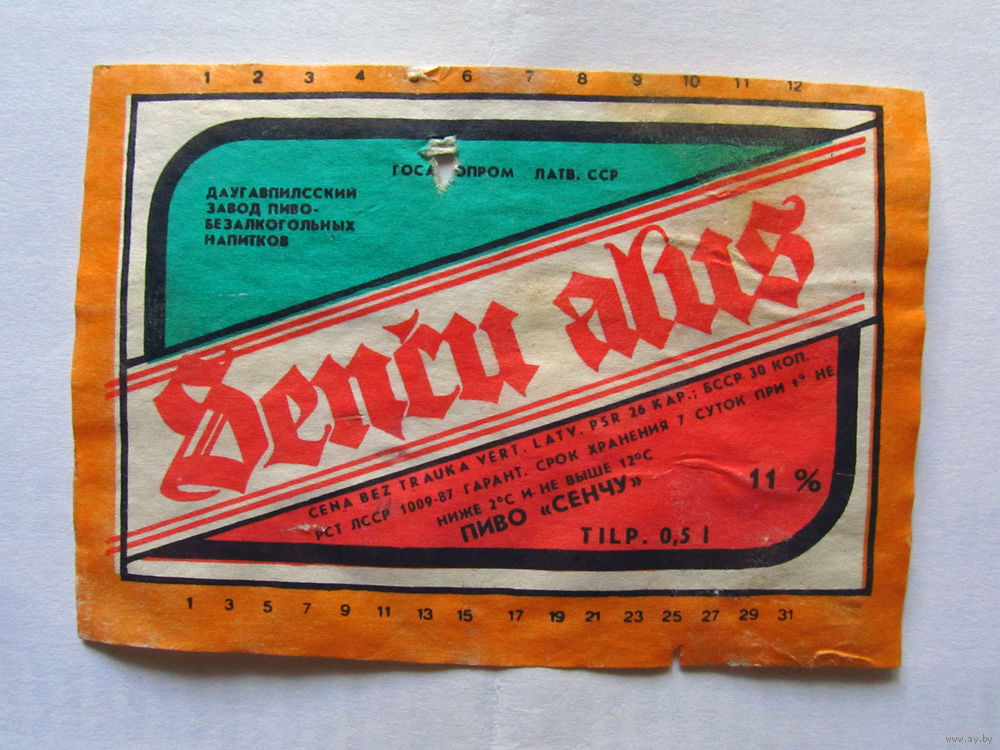 1 2 3 4 6 7 8 9 10 11 12
ГОСА ОПРОМ ЛАТВ. ССР
ДАУГАВПИЛССКИЙ
ЗАВОД ПИВО-
БЕЗАЛКОГОЛЬНЫХ
НАПИТКОВ
Senču alus
CENA BEZ TRAUKA VERT. LATV. PSR 26 KAP.; БССР 30 КОП.
РСТ ЛССР 1009-87 ГАРАНТ. СРОК ХРАНЕНИЯ 7 СУТОК ПРИ t° НЕ
НИЖЕ 2°С И НЕ ВЫШЕ 12°С
ПИВО «СЕНЧУ»
11 %
TILP. 0,5 l
1 3 5 7 9 11 13 15 17 19 21 23 25 27 29 31
www.ay.by